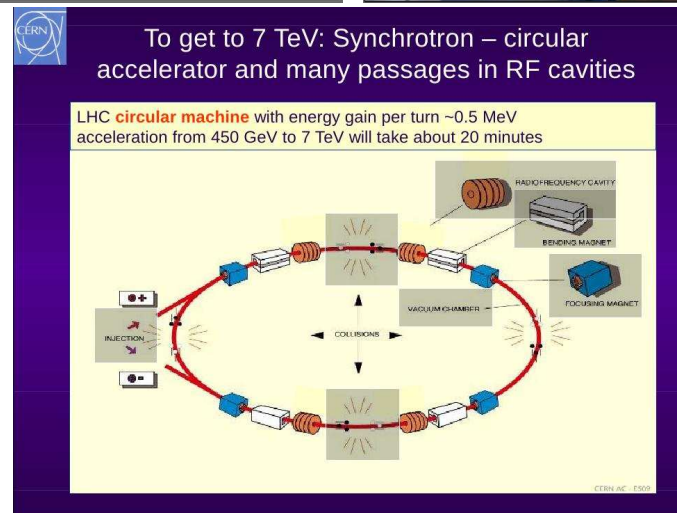 CERN
To get to 7 TeV: Synchrotron – circular
accelerator and many passages in RF cavities
LHC circular machine with energy gain per turn ~0.5 MeV
acceleration from 450 GeV to 7 TeV will take about 20 minutes
RADIOFREQUENCY CAVITY
BENDING MAGNET
FOCUSING MAGNET
VACUUM CHAMBER
+
INJECTION
COLLISIONS
-
CERN AC